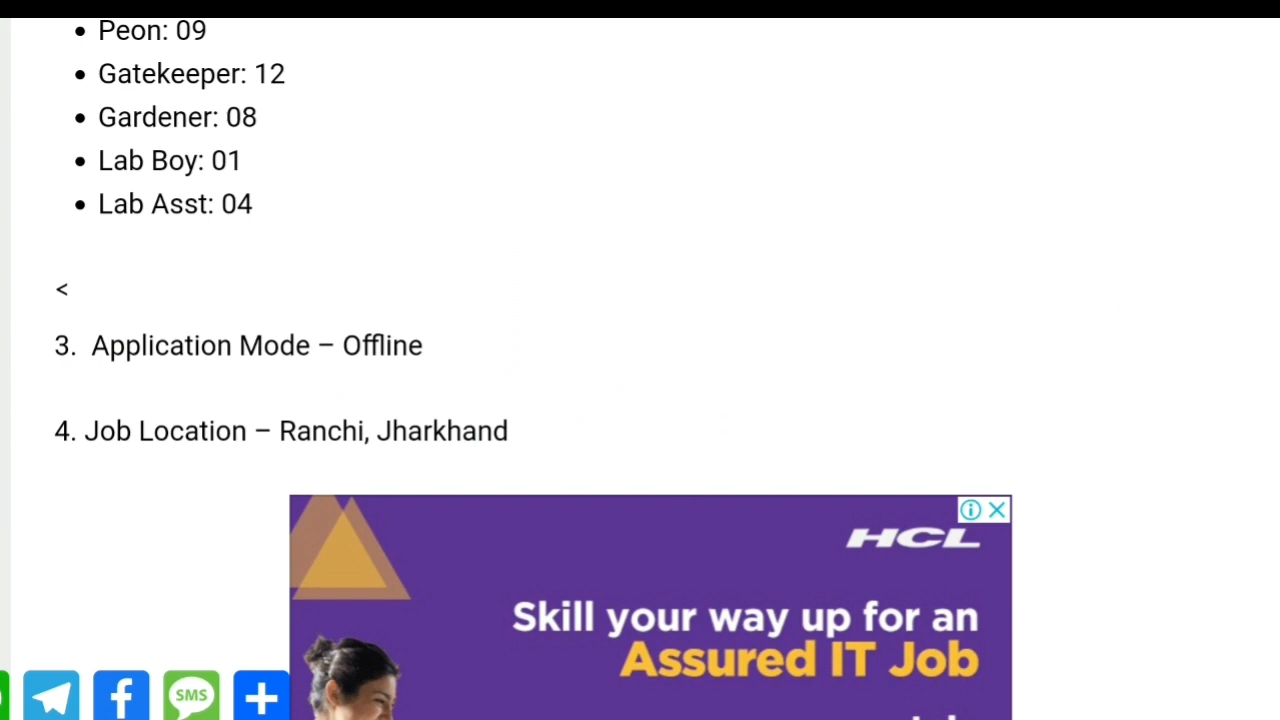 • Peon: 09
• Gatekeeper: 12
• Gardener: 08
• Lab Boy: 01
• Lab Asst: 04
<
3. Application Mode – Offline
4. Job Location – Ranchi, Jharkhand
HCL
Skill your way up for an
Assured IT Job
SMS